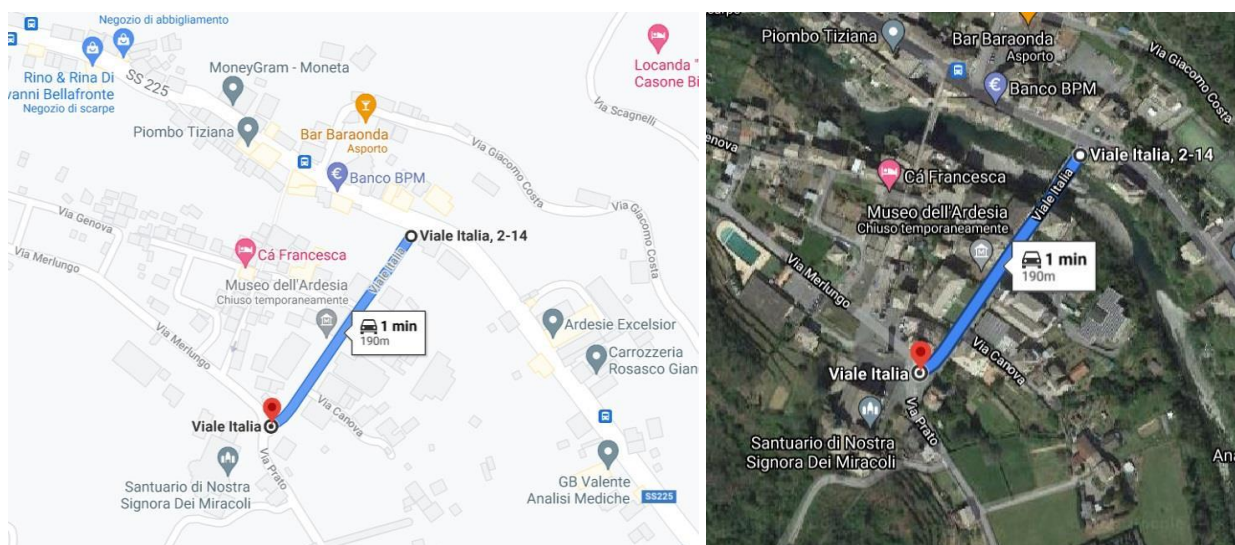 Negozio di abbigliamento
Rino & Rina Di
vanni Bellafronte
Negozio di scarpe
SS 225
MoneyGram - Moneta
Piombo Tiziana
Bar Baraonda
Asporto
Banco BPM
Locanda "
Casone Bi
Via Scagnelli
Via Giacomo Costa
Via Giacomo Costa
Via Genova
Via Merlungo
Viale Italia, 2-14
Cá Francesca
Viale Italia
Museo dell'Ardesia
Chiuso temporaneamente
1 min
190m
Ardesie Excelsior
Carrozzeria
Rosasco Gian
Via Merlungo
Via Canova
Viale Italia
Via Prato
Santuario di Nostra
Signora Dei Miracoli
GB Valente
Analisi Mediche
SS225
scarpe
Piombo Tiziana
Bar Baraonda
Asporto
Via Giacomo Costa
Banco BPM
enova
Viale Italia, 2-14
Cá Francesca
Viale Italia
Museo dell'Ardesia
Chiuso temporaneamente
1 min
190m
Via Merlungo
Via Canova
Viale Italia
Via Prato
Santuario di Nostra
Signora Dei Miracoli
Ana